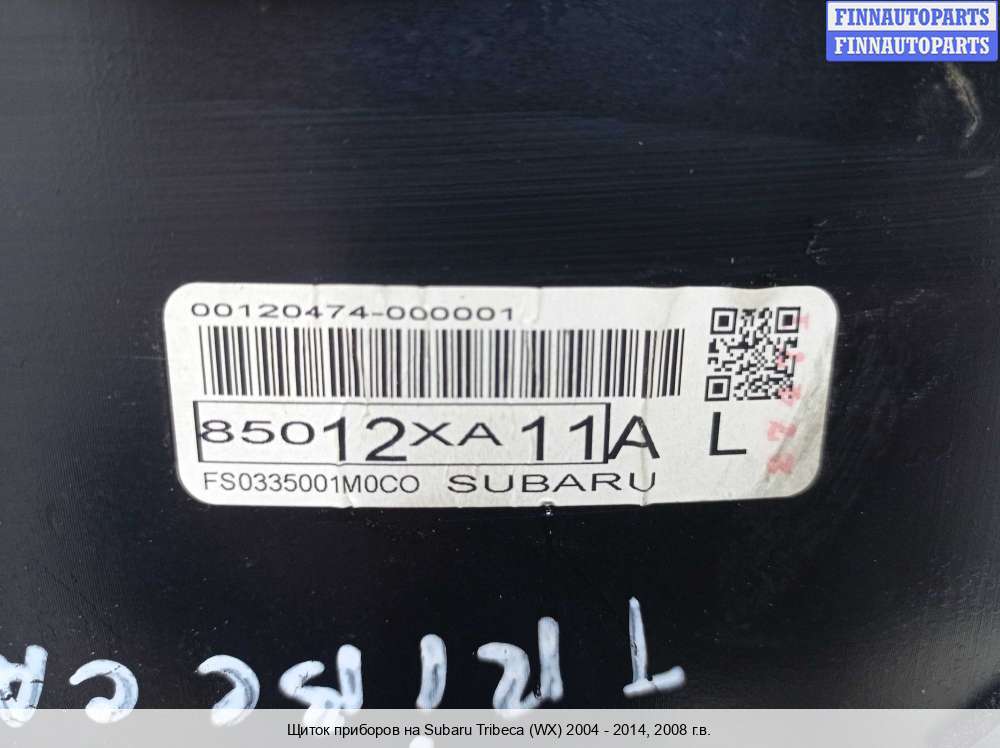 FINNAUTOPARTS
FINNAUTOPARTS
00120474-000001
85012XA11A L
FS0335001M0CO SUBARU
Щиток приборов на Subaru Tribeca (WX) 2004 - 2014, 2008 г.в.